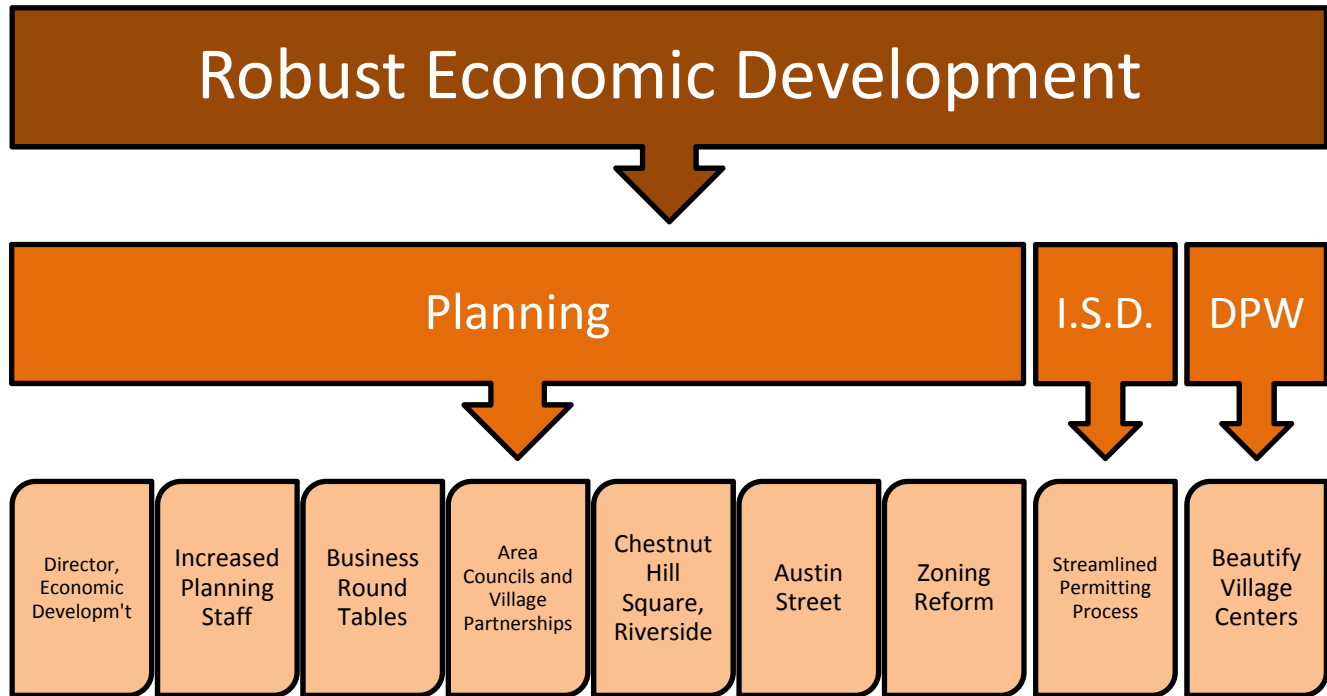 Robust Economic Development
Planning
I.S.D.
DPW
Director,
Economic
Developm't
Increased
Planning
Staff
Business
Round
Tables
Area
Councils and
Village
Partnerships
Chestnut
Hill
Square,
Riverside
Austin
Street
Zoning
Reform
Streamlined
Permitting
Process
Beautify
Village
Centers